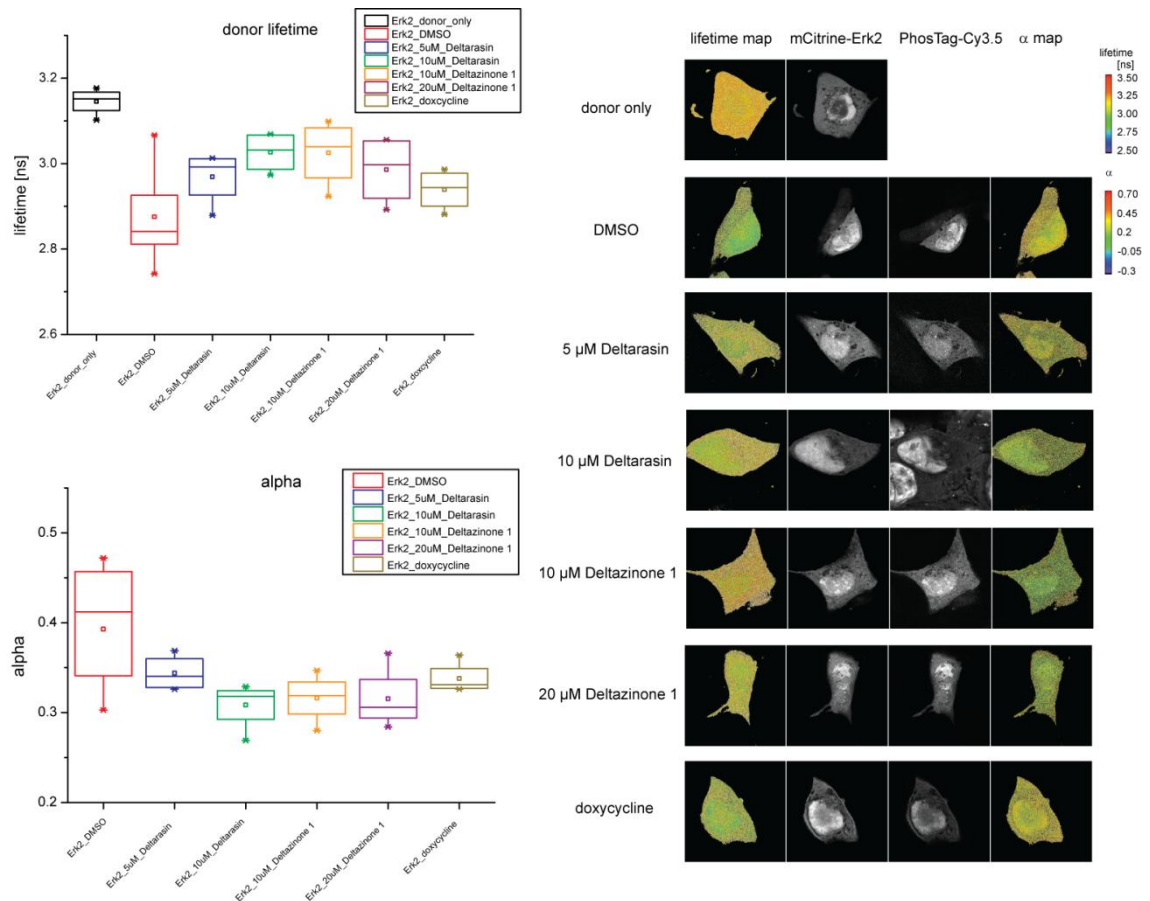 donor lifetime
Erk2_donor_only
Erk2_DMSO
Erk2_5uM_Deltarasin
Erk2_10uM_Deltarasin
Erk2_10uM_Deltazinone 1
Erk2_20uM_Deltazinone 1
Erk2_doxcycline
3.2
3.0
2.8
2.6
lifetime [ns]
Erk2_donor_only
Erk2_DMSO
Erk2_5uM_Deltarasin
Erk2_10uM_Deltarasin
Erk2_10uM_Deltazinone 1
Erk2_20uM_Deltazinone 1
Erk2_doxcycline
alpha
Erk2_DMSO
Erk2_5uM_Deltarasin
Erk2_10uM_Deltarasin
Erk2_10uM_Deltazinone 1
Erk2_20uM_Deltazinone 1
Erk2_doxycycline
0.5
0.4
0.3
0.2
alpha
Erk2_DMSO
Erk2_5uM_Deltarasin
Erk2_10uM_Deltarasin
Erk2_10uM_Deltazinone 1
Erk2_20uM_Deltazinone 1
Erk2_doxycycline
lifetime map mCitrine-Erk2 PhosTag-Cy3.5 α map
donor only
DMSO
5 µM Deltarasin
10 µM Deltarasin
10 µM Deltazinone 1
20 µM Deltazinone 1
doxycycline
lifetime
[ns]
3.50
3.25
3.00
2.75
2.50
α
0.70
0.45
0.2
-0.05
-0.3